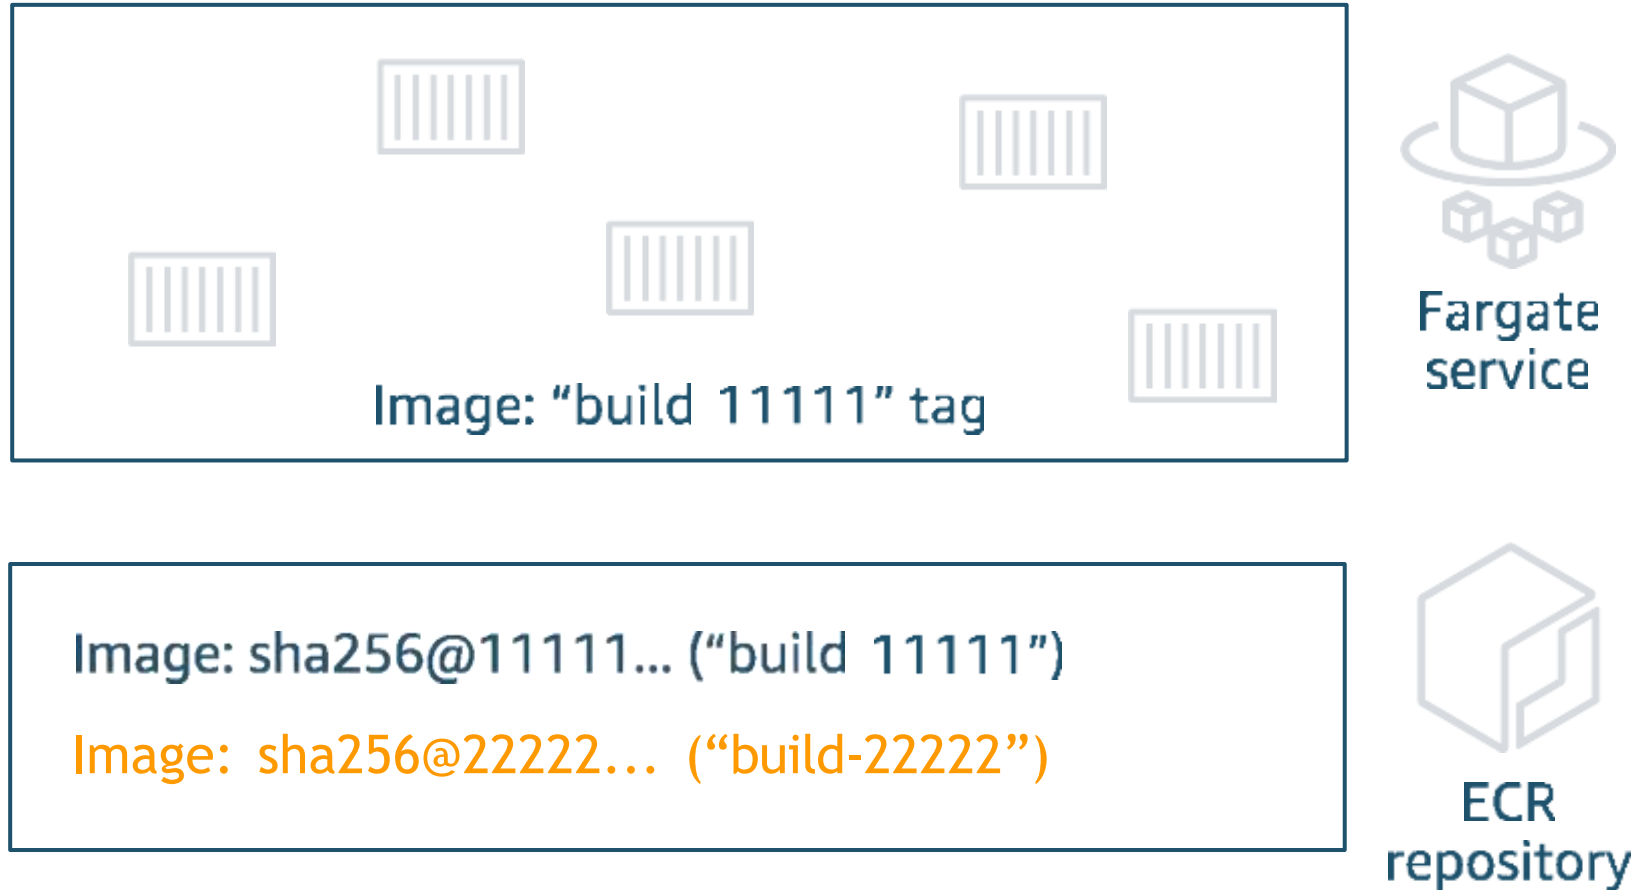 Image: “build 11111” tag
Fargate
service
Image: sha256@11111... (“build 11111”)
Image: sha256@22222... (“build-22222”)
ECR
repository